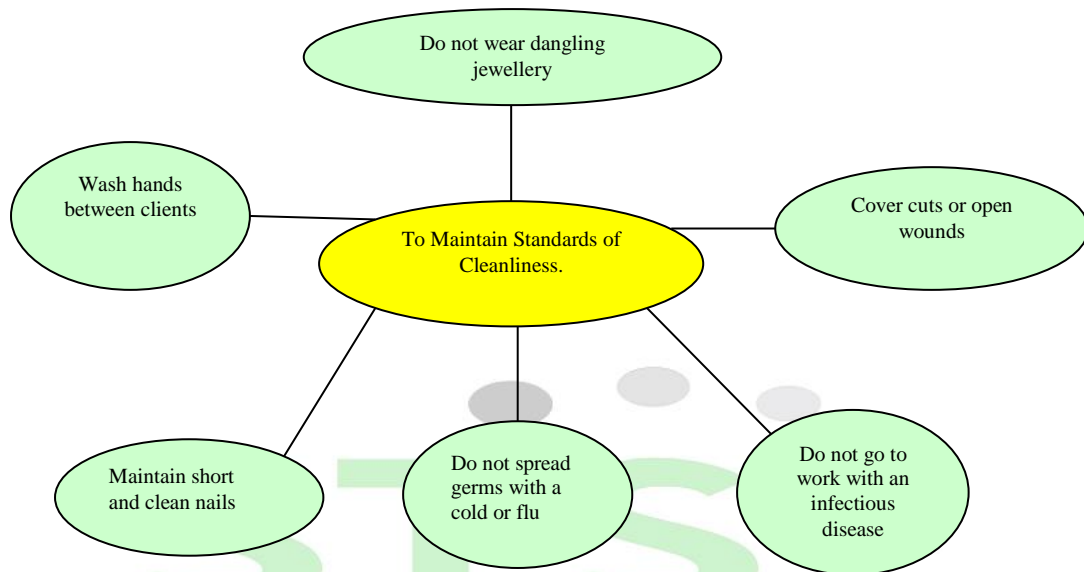 Do not wear dangling
jewellery
Wash hands
between clients
To Maintain Standards of
Cleanliness.
Cover cuts or open
wounds
Maintain short
and clean nails
Do not spread
germs with a
cold or flu
Do not go to
work with an
infectious
disease
STS